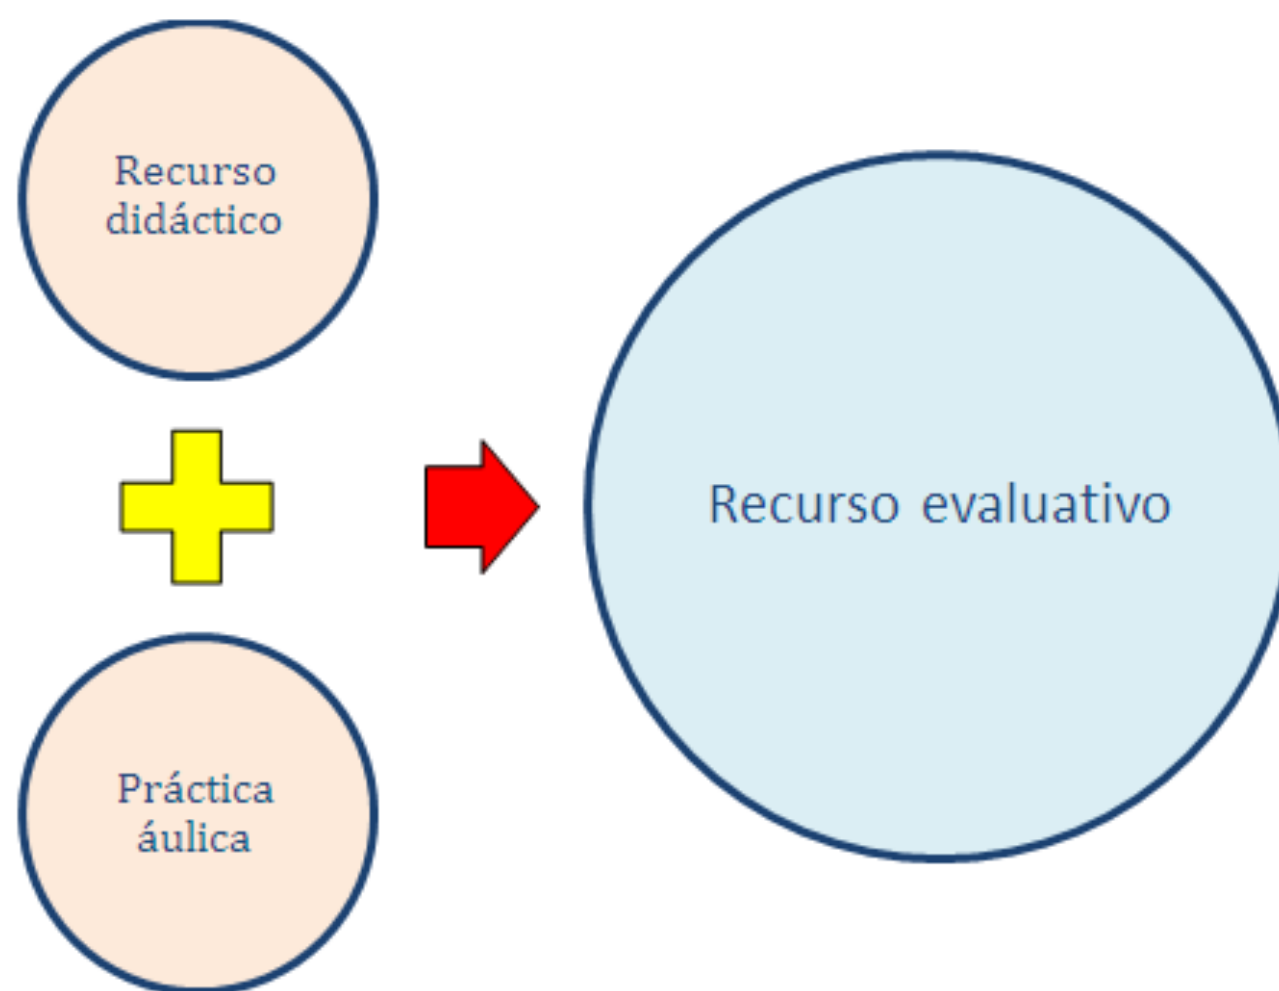 Recurso
didáctico
Recurso evaluativo
Práctica
áulica